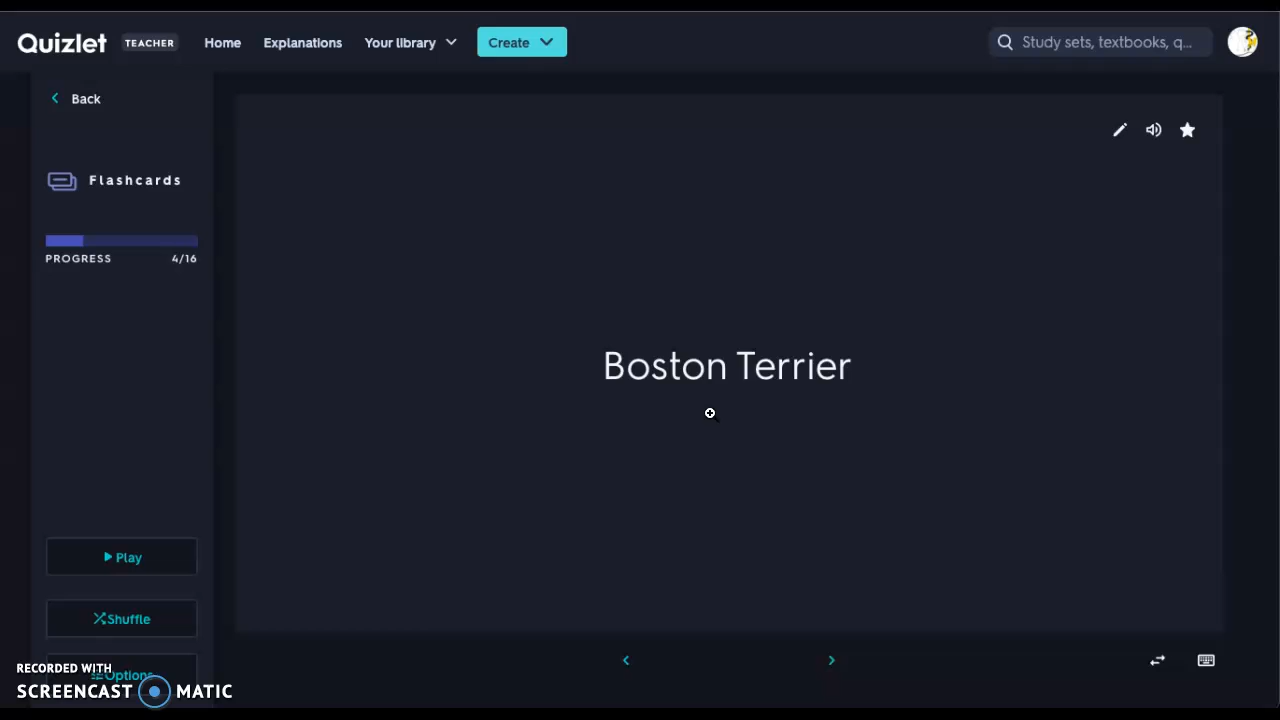 Quizlet TEACHER Home Explanations Your library Create Study sets, textbooks, q...
Back
Flashcards
PROGRESS 4/16
Boston Terrier
Play
Shuffle
Options
RECORDED WITH
SCREENCAST MATIC